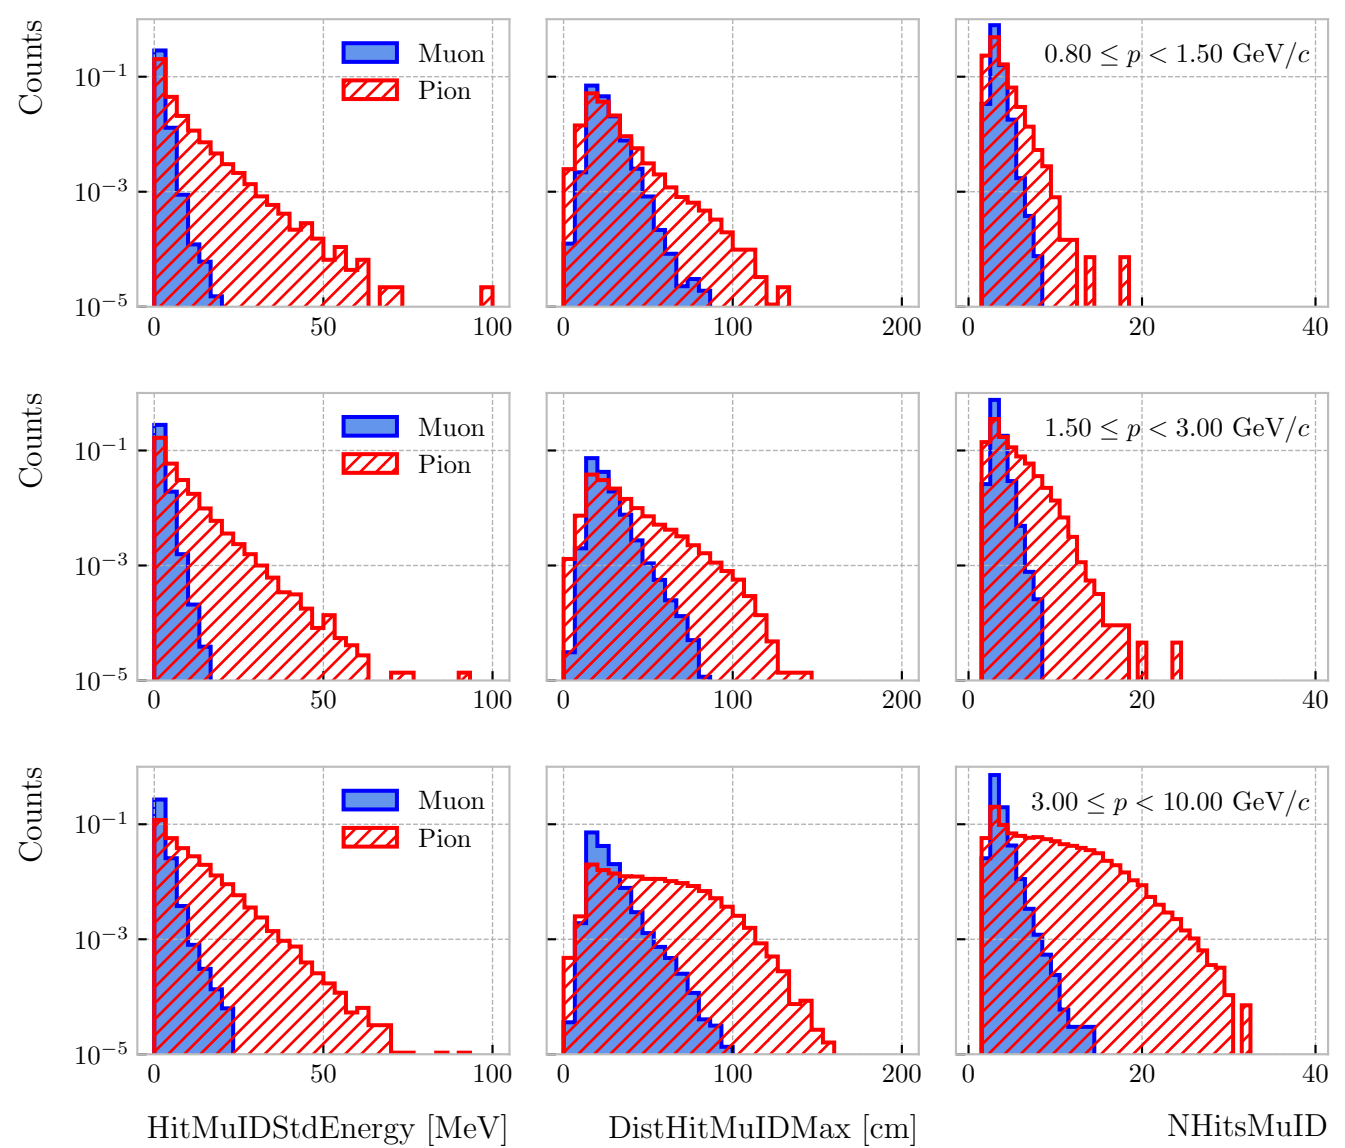 Counts
10⁻¹
10⁻³
10⁻⁵
0 50 100
Muon
Pion
0 100 200
0.80 ≤ p < 1.50 GeV/c
0 20 40
Counts
10⁻¹
10⁻³
10⁻⁵
0 50 100
Muon
Pion
0 100 200
1.50 ≤ p < 3.00 GeV/c
0 20 40
Counts
10⁻¹
10⁻³
10⁻⁵
0 50 100
Muon
Pion
0 100 200
3.00 ≤ p < 10.00 GeV/c
0 20 40
HitMuIDStdEnergy [MeV]
DistHitMuIDMax [cm]
NHitsMuID